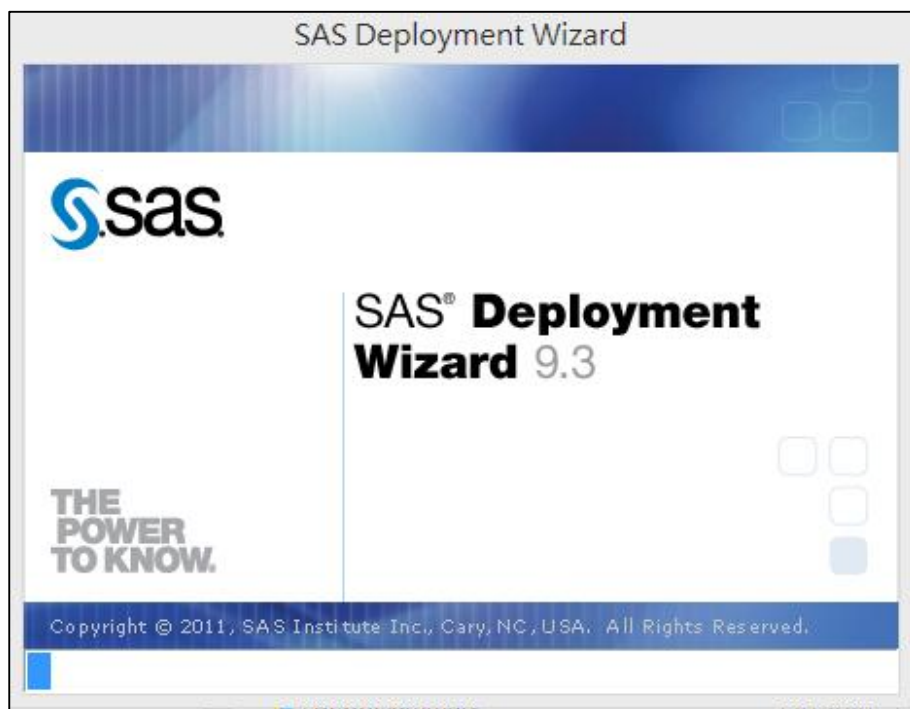 SAS Deployment Wizard
sas.
SAS® Deployment
Wizard 9.3
THE
POWER
TO KNOW.
Copyright © 2011, SAS Institute Inc., Cary, NC, USA. All Rights Reserved.